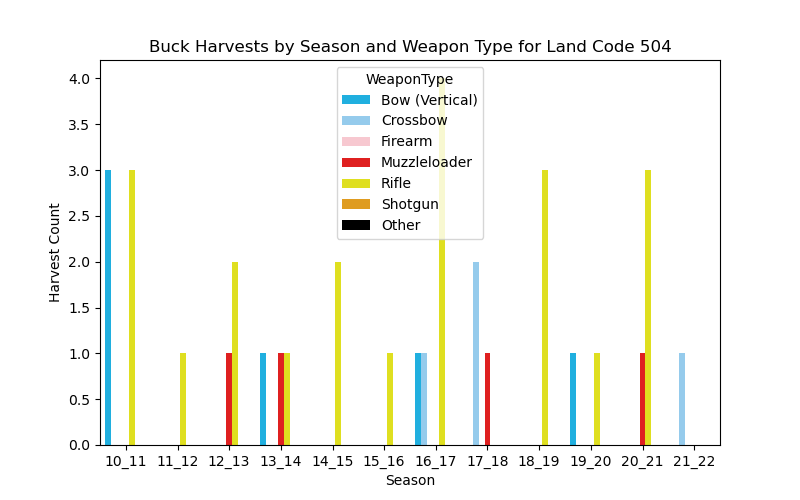 Buck Harvests by Season and Weapon Type for Land Code 504
WeaponType
Bow (Vertical)
Crossbow
Firearm
Muzzleloader
Rifle
Shotgun
Other
4.0
3.5
3.0
2.5
2.0
1.5
1.0
0.5
0.0
Harvest Count
10_11 11_12 12_13 13_14 14_15 15_16 16_17 17_18 18_19 19_20 20_21 21_22
Season